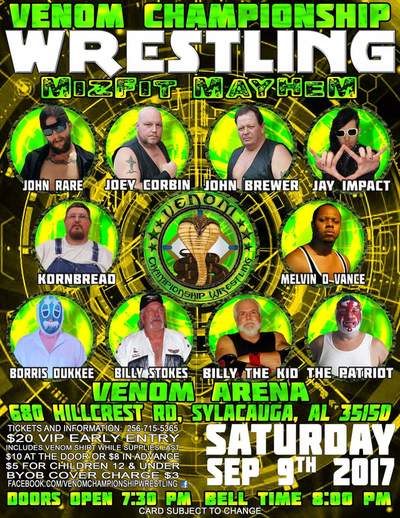 VENOM CHAMPIONSHIP
WRESTLING
MIZFIT MAYHEM
JOHN RARE JOEY CORBIN JOHN BREWER JAY IMPACT
VENOM
CHAMPIONSHIP WRESTLING
KORNBREAD MELVIN D-VANCE
BORRIS DUKKEE BILLY STOKES BILLY THE KID THE PATRIOT
VENOM ARENA
680 HILLCREST RD, SYLACAUGA, AL 35150
TICKETS AND INFORMATION: 256-715-5365
$20 VIP EARLY ENTRY
INCLUDES VENOM SHIRT WHILE SUPPLIES LAST
$10 AT THE DOOR OR $8 IN ADVANCE
$5 FOR CHILDREN 12 & UNDER
BYOB COVER CHARGE $3
FACEBOOK.COM/VENOMCHAMPIONSHIPWRESTLING f
SATURDAY
SEP 9TH 2017
DOORS OPEN 7:30 PM BELL TIME 8:00 PM
CARD SUBJECT TO CHANGE